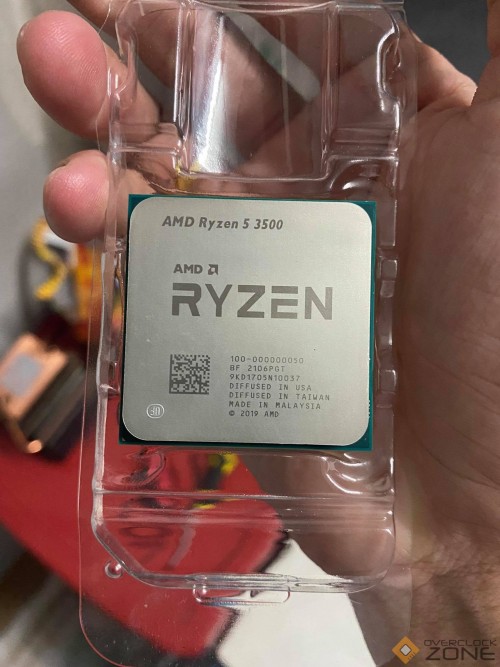 AMD Ryzen 5 3500
AMD
RYZEN
100-000000050
BF 2106PGT
9KD1705N10037
DIFFUSED IN USA
DIFFUSED IN TAIWAN
MADE IN MALAYSIA
© 2019 AMD
OVERCLOCK
ZONE